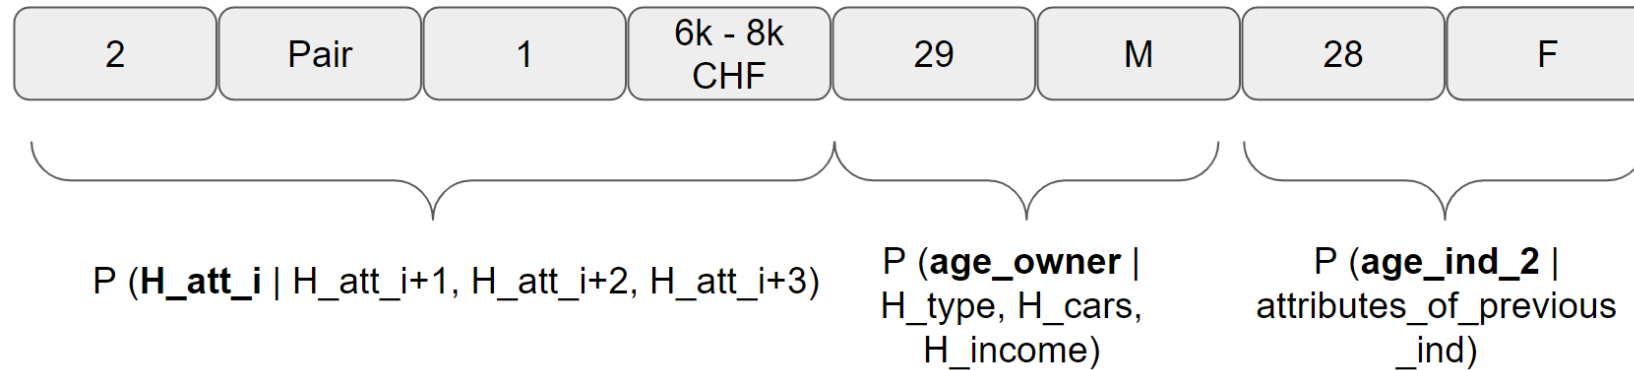 2
Pair
1
6k - 8k
CHF
29
M
28
F
P (H_att_i | H_att_i+1, H_att_i+2, H_att_i+3)
P (age_owner |
H_type, H_cars,
H_income)
P (age_ind_2 |
attributes_of_previous
_ind)